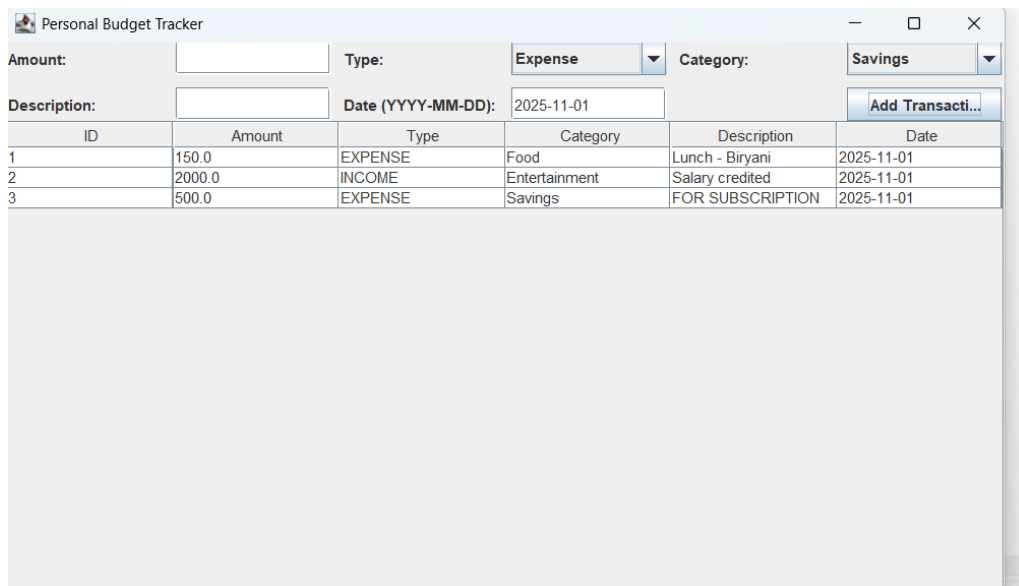 Personal Budget Tracker
Amount: Type: Expense Category: Savings
Description: Date (YYYY-MM-DD): 2025-11-01 Add Transacti...
ID Amount Type Category Description Date
1 150.0 EXPENSE Food Lunch - Biryani 2025-11-01
2 2000.0 INCOME Entertainment Salary credited 2025-11-01
3 500.0 EXPENSE Savings FOR SUBSCRIPTION 2025-11-01